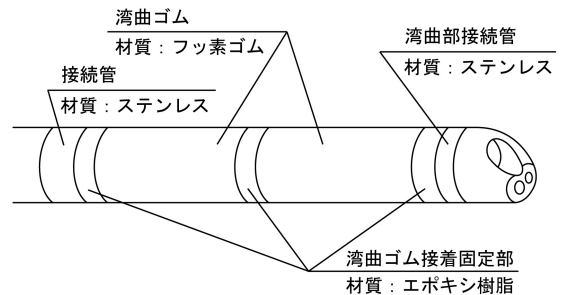 湾曲ゴム
材質：フッ素ゴム
湾曲部接続管
材質：ステンレス
接続管
材質：ステンレス
湾曲ゴム接着固定部
材質：エポキシ樹脂